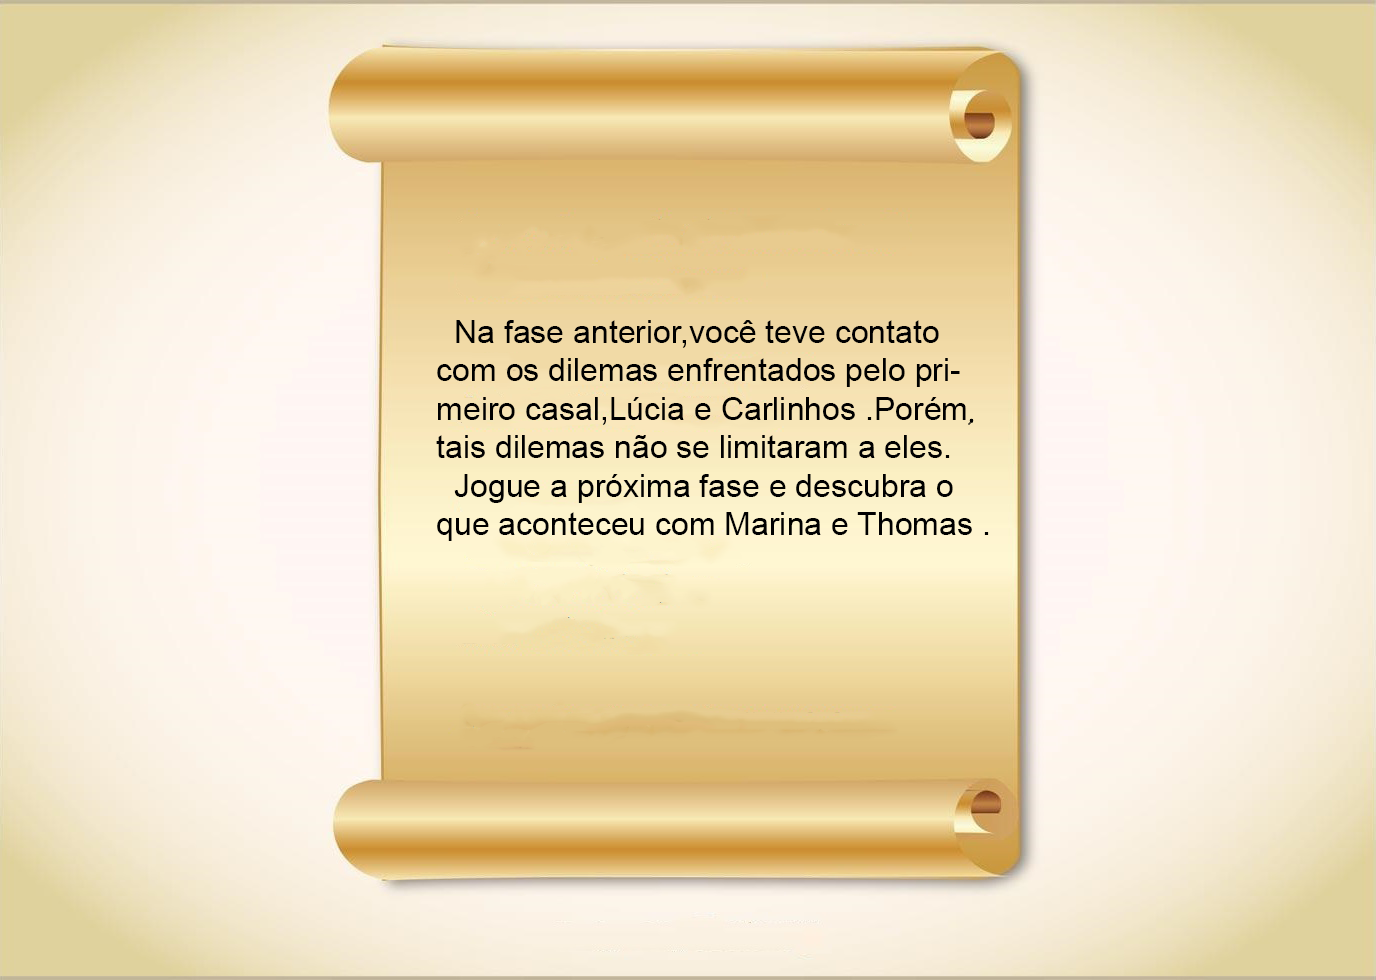 Na fase anterior,você teve contato
com os dilemas enfrentados pelo pri-
meiro casal,Lúcia e Carlinhos .Porém,
tais dilemas não se limitaram a eles.
Jogue a próxima fase e descubra o
que aconteceu com Marina e Thomas .